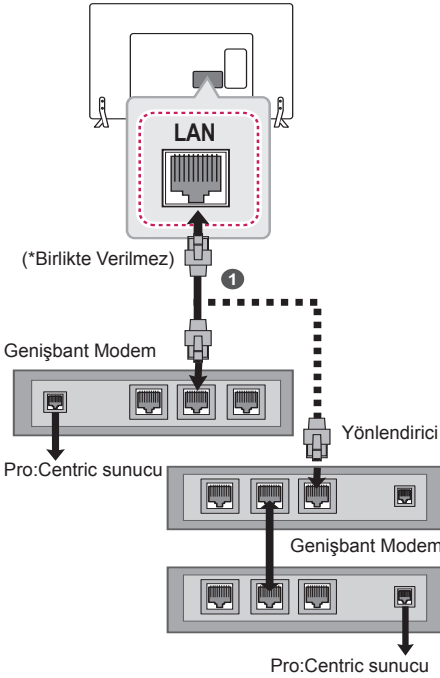 LAN
(*Birlikte Verilmez)
1
Genişbant Modem
Yönlendirici
Pro:Centric sunucu
Genişbant Modem
Pro:Centric sunucu